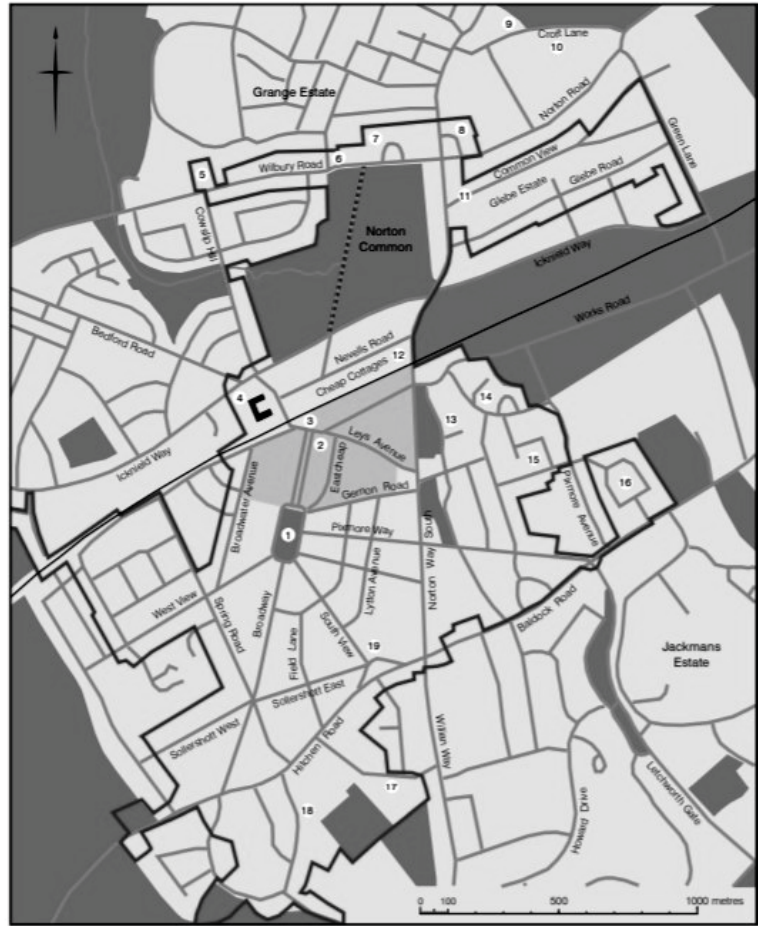 9
Croft Lane
10
Grange Estate
Norton Road
8
7
6
Wilbury Road
5
Common View
Green Lane
Glebe Road
Glebe Estate
11
Cowslip Hill
Norton
Common
Icknield Way
Works Road
Bedford Road
Nevells Road
12
Cheap Cottages
4
14
3
13
Leys Avenue
2
Eastcheap
15
Icknield Way
Broadwater Avenue
Gernon Road
Pixmore Avenue
16
1
Pixmore Way
Norton Way South
Lytton Avenue
West View
Spring Road
Broadway
Field Lane
South View
19
Baldock Road
Jackmans
Estate
Sollershott East
Sollershott West
Hitchen Road
Willian Way
17
18
Howard Drive
Letchworth Gate
0 100 500 1000 metres